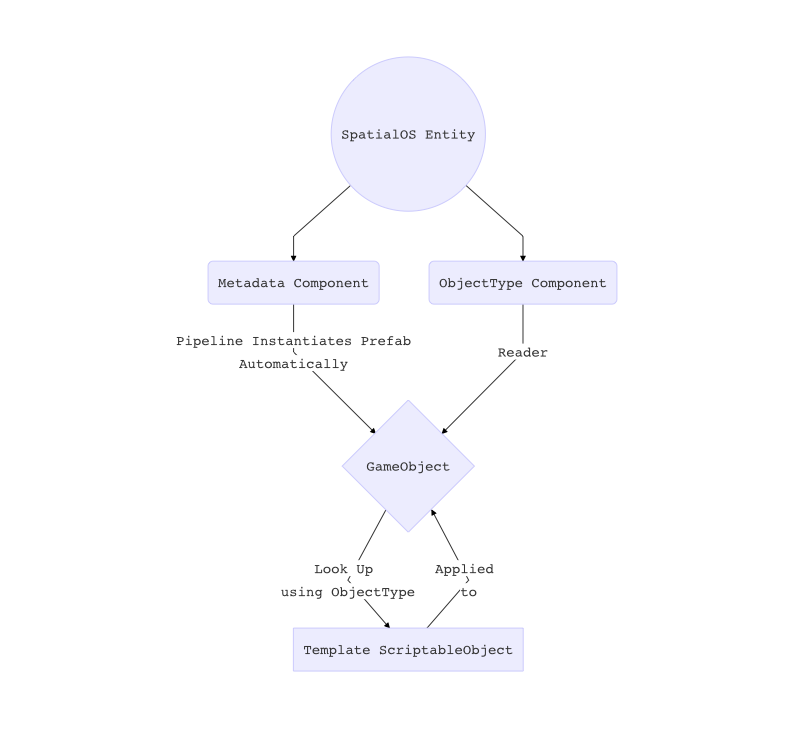 SpatialOS Entity
Metadata Component
ObjectType Component
Pipeline Instantiates Prefab
Automatically
Reader
GameObject
Look Up
using ObjectType
Applied
to
Template ScriptableObject